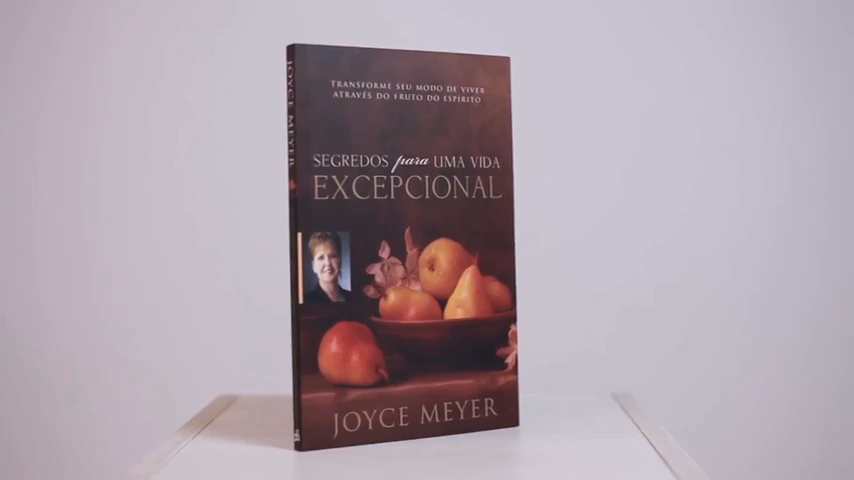 TRANSFORME SEU MODO DE VIVER
ATRAVÉS DO FRUTO DO ESPÍRITO
SEGREDOS para UMA VIDA
EXCEPCIONAL
JOYCE MEYER
JOYCE MEYER